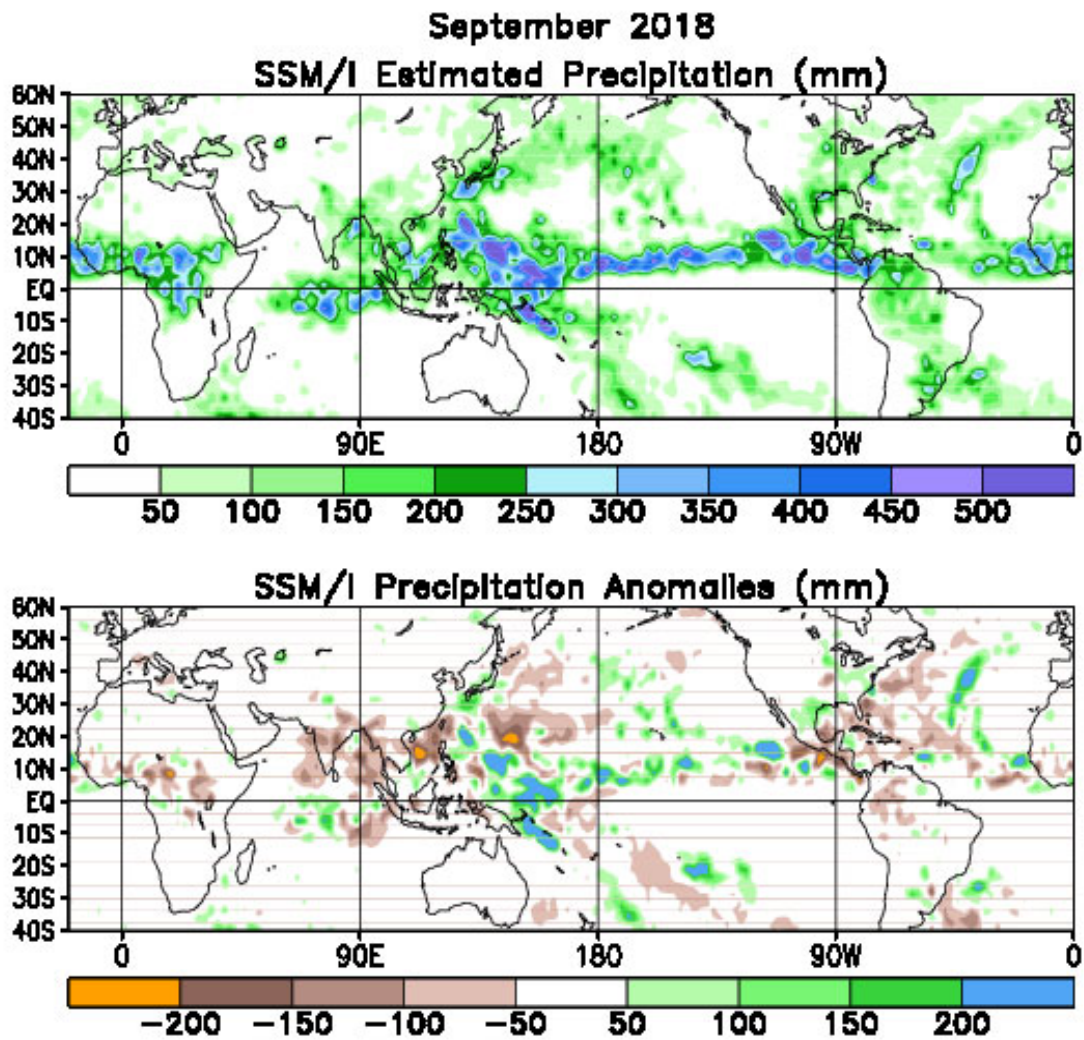 September 2018
SSM/I Estimated Precipitation (mm)
60N
50N
40N
30N
20N
10N
EQ
10S
20S
30S
40S
0 90E 180 90W 0
50 100 150 200 250 300 350 400 450 500
SSM/I Precipitation Anomalies (mm)
60N
50N
40N
30N
20N
10N
EQ
10S
20S
30S
40S
0 90E 180 90W 0
−200 −150 −100 −50 50 100 150 200